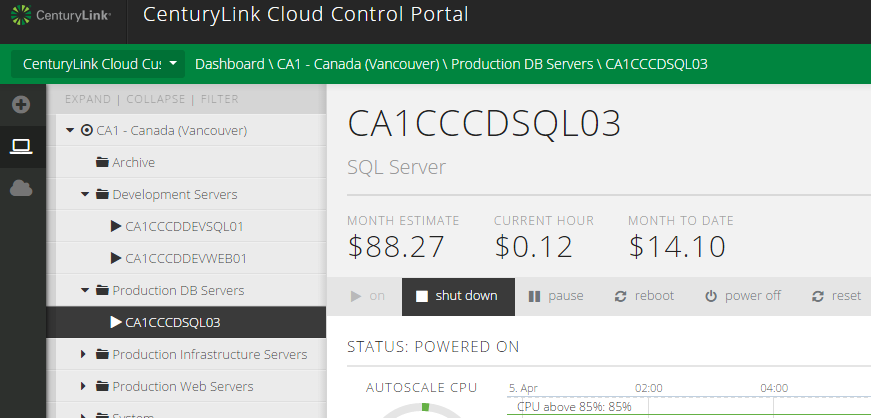 CenturyLink® CenturyLink Cloud Control Portal
CenturyLink Cloud Cus Dashboard \ CA1 - Canada (Vancouver) \ Production DB Servers \ CA1CCCDSQL03
EXPAND | COLLAPSE | FILTER
CA1 - Canada (Vancouver)
Archive
Development Servers
CA1CCCDDEVSQL01
CA1CCCDDEVWEB01
Production DB Servers
CA1CCCDSQL03
Production Infrastructure Servers
Production Web Servers
System
CA1CCCDSQL03
SQL Server
MONTH ESTIMATE CURRENT HOUR MONTH TO DATE
$88.27 $0.12 $14.10
on shut down pause reboot power off reset
STATUS: POWERED ON
AUTOSCALE CPU 5. Apr 02:00 04:00
CPU above 85%: 85%